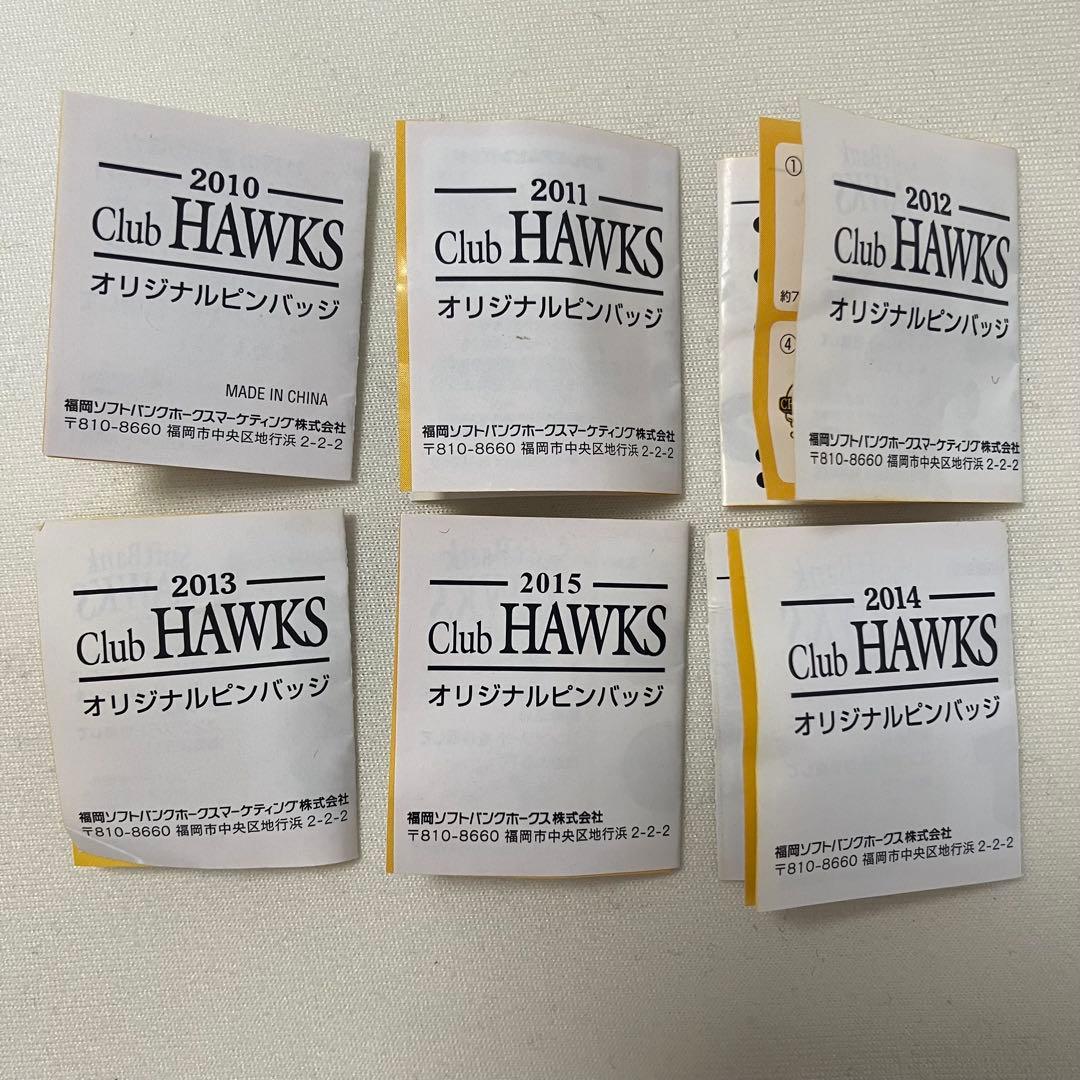 2010
Club HAWKS
オリジナルピンバッジ
MADE IN CHINA
福岡ソフトバンクホークスマーケティング株式会社
〒810-8660 福岡市中央区地行浜 2-2-2
2011
Club HAWKS
オリジナルピンバッジ
福岡ソフトバンクホークスマーケティング株式会社
〒810-8660 福岡市中央区地行浜 2-2-2
①
約7
④
2012
Club HAWKS
オリジナルピンバッジ
福岡ソフトバンクホークスマーケティング株式会社
〒810-8660 福岡市中央区地行浜 2-2-2
2013
Club HAWKS
オリジナルピンバッジ
福岡ソフトバンクホークスマーケティング株式会社
〒810-8660 福岡市中央区地行浜 2-2-2
2015
Club HAWKS
オリジナルピンバッジ
福岡ソフトバンクホークス株式会社
〒810-8660 福岡市中央区地行浜 2-2-2
2014
Club HAWKS
オリジナルピンバッジ
福岡ソフトバンクホークス株式会社
〒810-8660 福岡市中央区地行浜 2-2-2